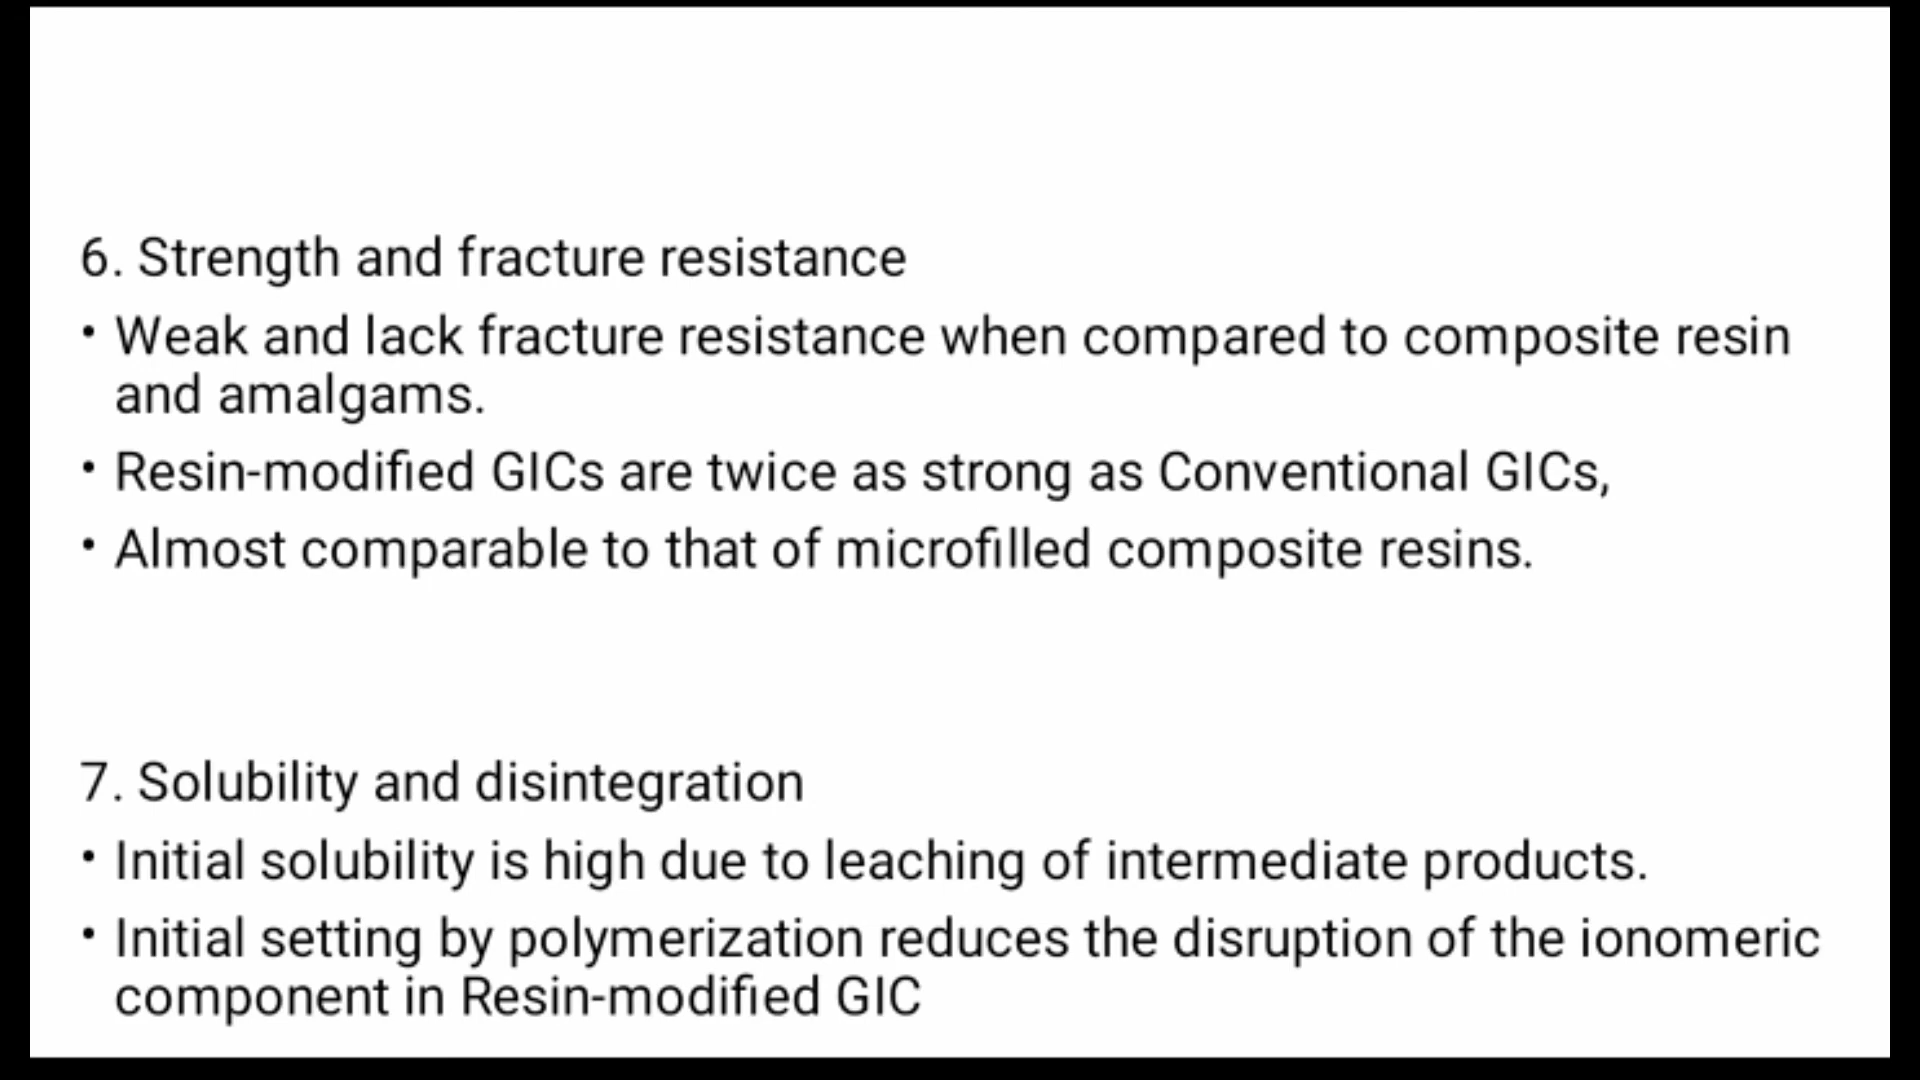 6. Strength and fracture resistance
• Weak and lack fracture resistance when compared to composite resin
and amalgams.
• Resin-modified GICs are twice as strong as Conventional GICs,
• Almost comparable to that of microfilled composite resins.
7. Solubility and disintegration
• Initial solubility is high due to leaching of intermediate products.
• Initial setting by polymerization reduces the disruption of the ionomeric
component in Resin-modified GIC